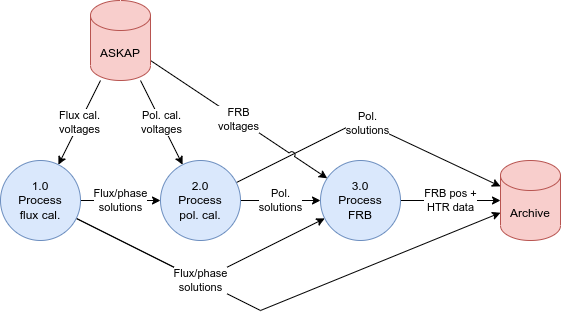 ASKAP
Flux cal.
voltages
Pol. cal.
voltages
FRB
voltages
Pol.
solutions
1.0
Process
flux cal.
Flux/phase
solutions
2.0
Process
pol. cal.
Pol.
solutions
3.0
Process
FRB
FRB pos +
HTR data
Archive
Flux/phase
solutions